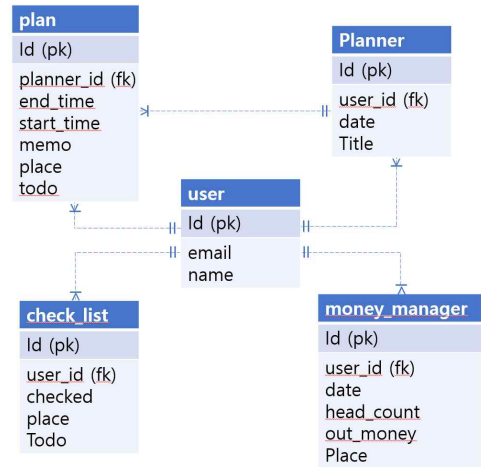 plan
Id (pk)
planner_id (fk)
end_time
start_time
memo
place
todo
Planner
Id (pk)
user_id (fk)
date
Title
user
Id (pk)
email
name
check_list
Id (pk)
user_id (fk)
checked
place
Todo
money_manager
Id (pk)
user_id (fk)
date
head_count
out_money
Place